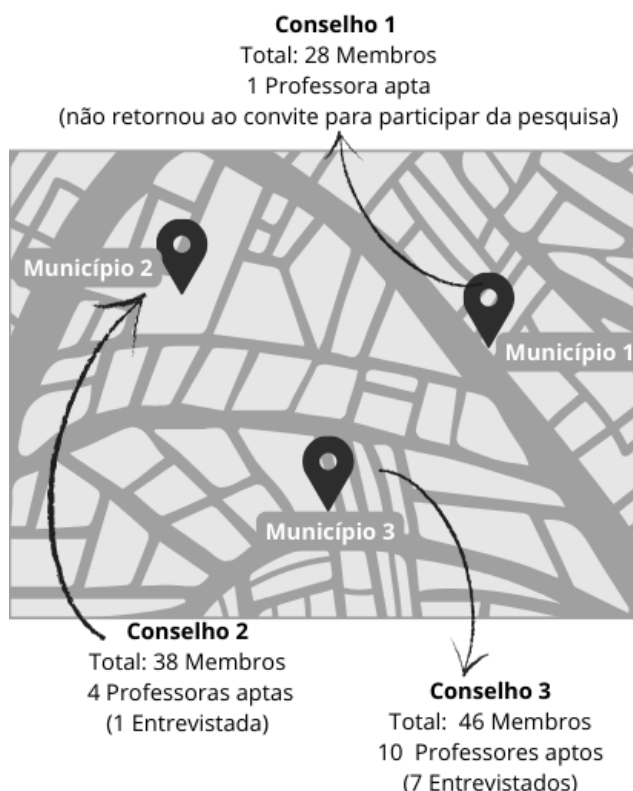 Conselho 1
Total: 28 Membros
1 Professora apta
(não retornou ao convite para participar da pesquisa)
Município 2
Município 1
Município 3
Conselho 2
Total: 38 Membros
4 Professoras aptas
(1 Entrevistada)
Conselho 3
Total:  46 Membros
10  Professores aptos
(7 Entrevistados)